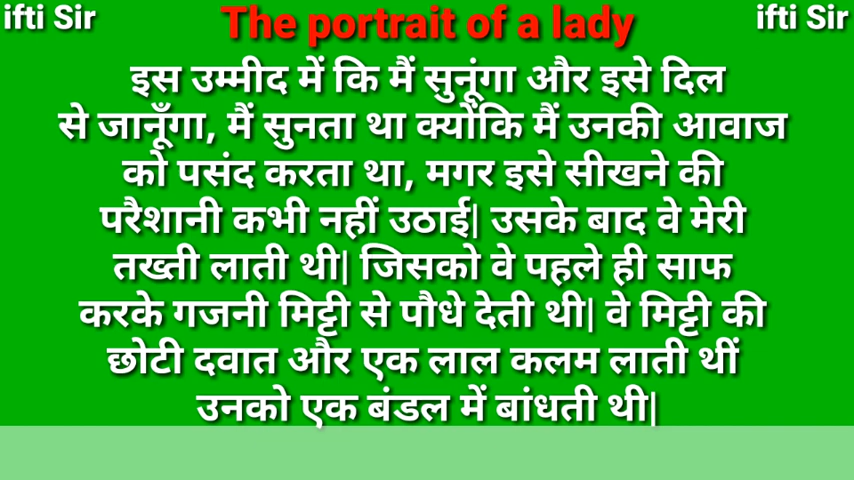 ifti Sir The portrait of a lady ifti Sir
इस उम्मीद में कि मैं सुनूंगा और इसे दिल
से जानूँगा, मैं सुनता था क्योंकि मैं उनकी आवाज
को पसंद करता था, मगर इसे सीखने की
परैशानी कभी नहीं उठाई| उसके बाद वे मेरी
तख्ती लाती थी| जिसको वे पहले ही साफ
करके गजनी मिट्टी से पौधे देती थी| वे मिट्टी की
छोटी दवात और एक लाल कलम लाती थीं
उनको एक बंडल में बांधती थी|